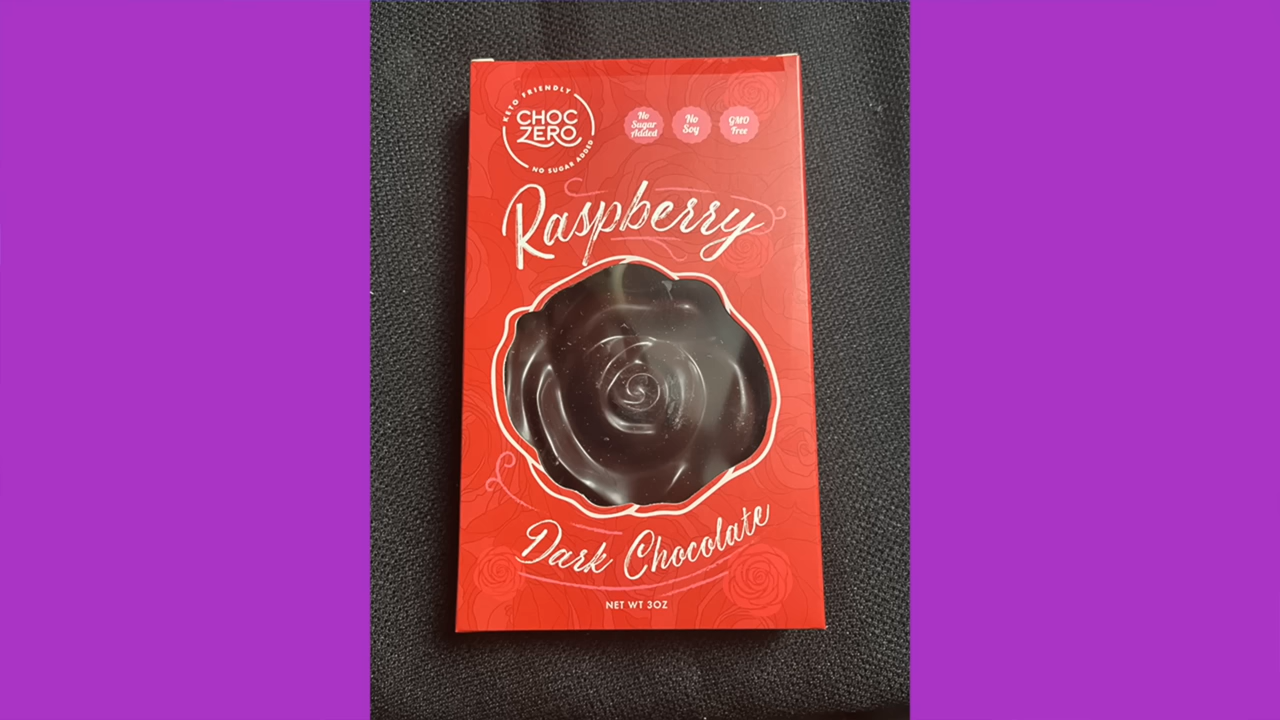 KETO FRIENDLY
CHOC
ZERO
NO SUGAR ADDED
No
Sugar
Added
No
Soy
GMO
Free
Raspberry
Dark Chocolate
NET WT 3OZ